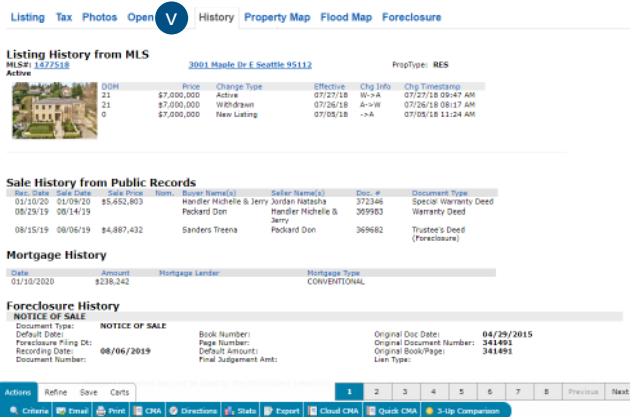 Listing Tax Photos Open V History Property Map Flood Map Foreclosure
Listing History from MLS
MLS#: 1477518 3001 Maple Dr E Seattle 95112 PropType: RES
Active
DOM Price Change Type Effective Chg Info Chg Timestamp
21 $7,000,000 Active 07/27/18 W->A 07/27/18 09:47 AM
21 $7,000,000 Withdrawn 07/26/18 A->W 07/26/18 08:17 AM
0 $7,000,000 New Listing 07/05/18 ->A 07/05/18 11:24 AM
Sale History from Public Records
Rec. Date Sale Date Sale Price Nom. Buyer Name(s) Seller Name(s) Doc. # Document Type
01/10/20 01/09/20 $5,652,803 Handler Michelle & Jerry Jordan Natasha 372346 Special Warranty Deed
08/29/19 08/14/19 Packard Don Handler Michelle & Jerry 369983 Warranty Deed
08/15/19 08/06/19 $4,887,432 Sanders Treena Packard Don 369682 Trustee's Deed (Foreclosure)
Mortgage History
Date Amount Mortgage Lender Mortgage Type
01/10/2020 $238,242 CONVENTIONAL
Foreclosure History
NOTICE OF SALE
Document Type: NOTICE OF SALE
Default Date: Book Number: Original Doc Date: 04/29/2015
Foreclosure Filing Dt: Page Number: Original Document Number: 341491
Recording Date: 08/06/2019 Default Amount: Original Book/Page: 341491
Document Number: Final Judgement Amt: Lien Type:
Actions Refine Save Carts 1 2 3 4 5 6 7 8 Previous Next
Criteria Email Print CMA Directions Stats Export Cloud CMA Quick CMA 3-Up Comparison